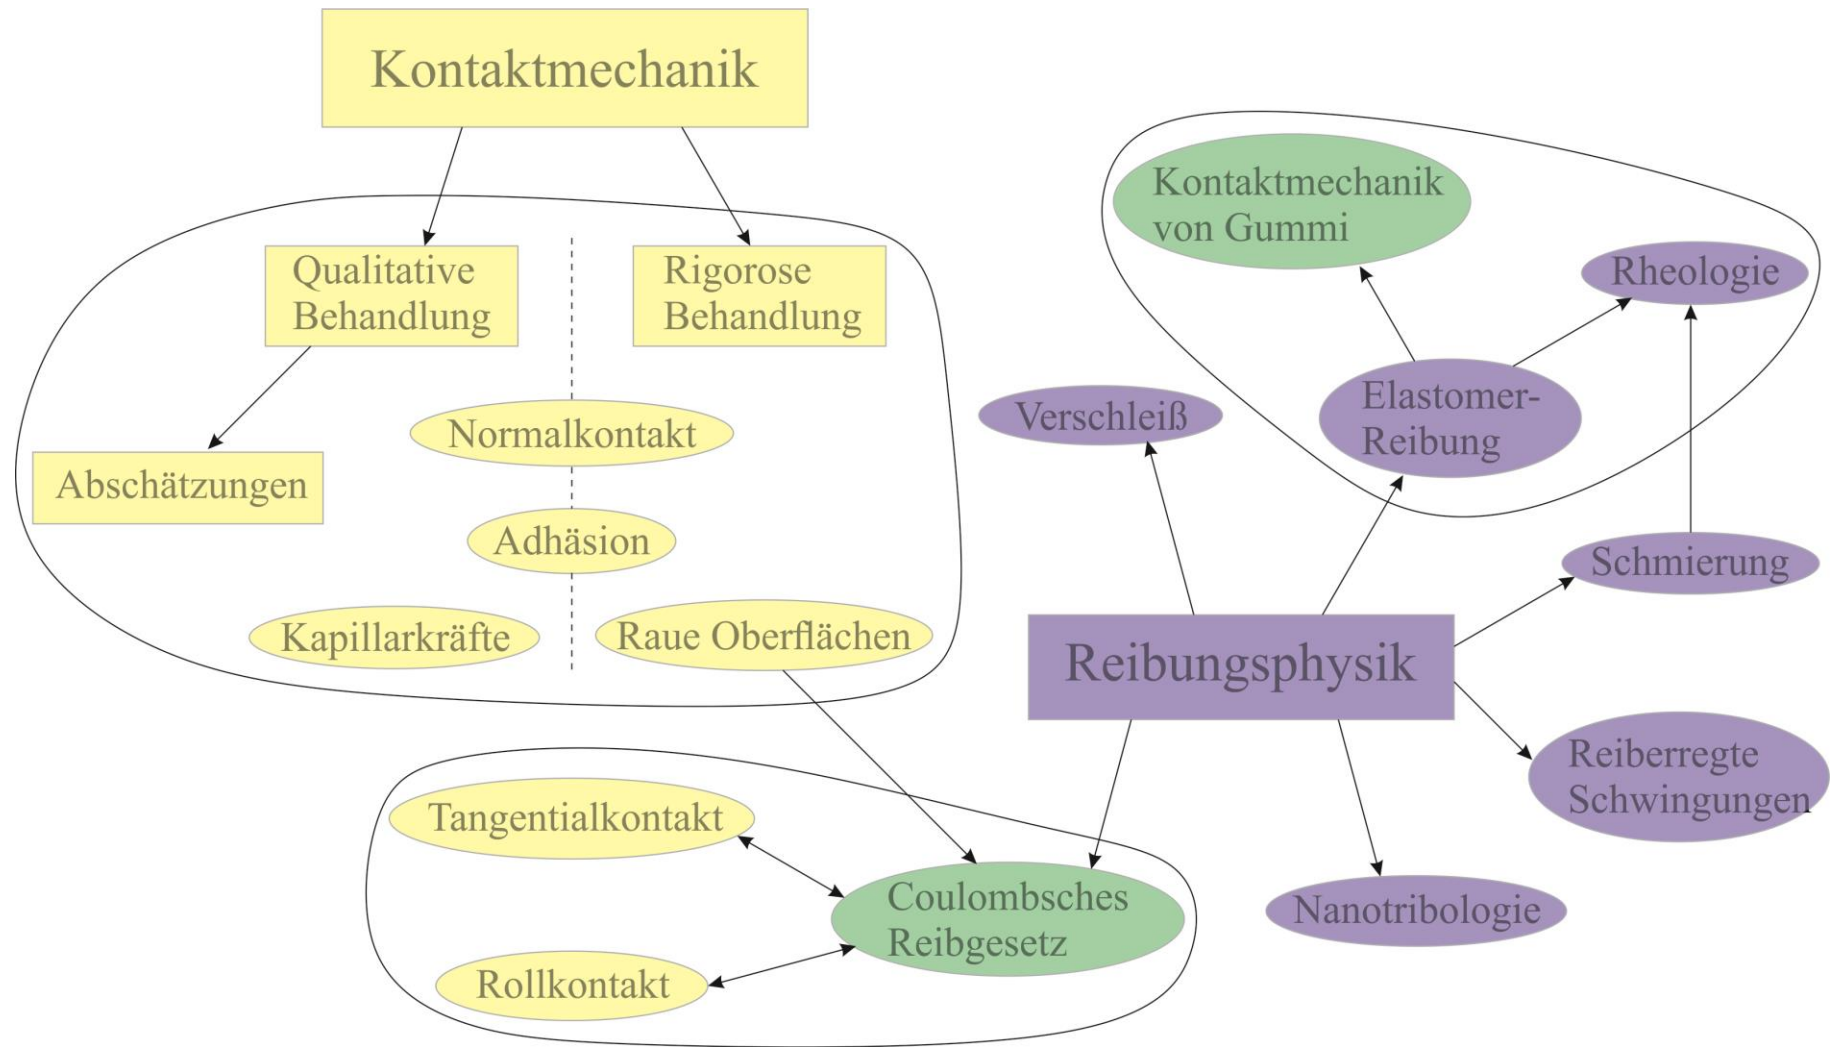 Kontaktmechanik
Qualitative
Behandlung
Rigorose
Behandlung
Abschätzungen
Normalkontakt
Adhäsion
Kapillarkräfte
Raue Oberflächen
Tangentialkontakt
Rollkontakt
Coulombsches
Reibgesetz
Kontaktmechanik
von Gummi
Rheologie
Elastomer-
Reibung
Verschleiß
Schmierung
Reibungsphysik
Reiberregte
Schwingungen
Nanotribologie